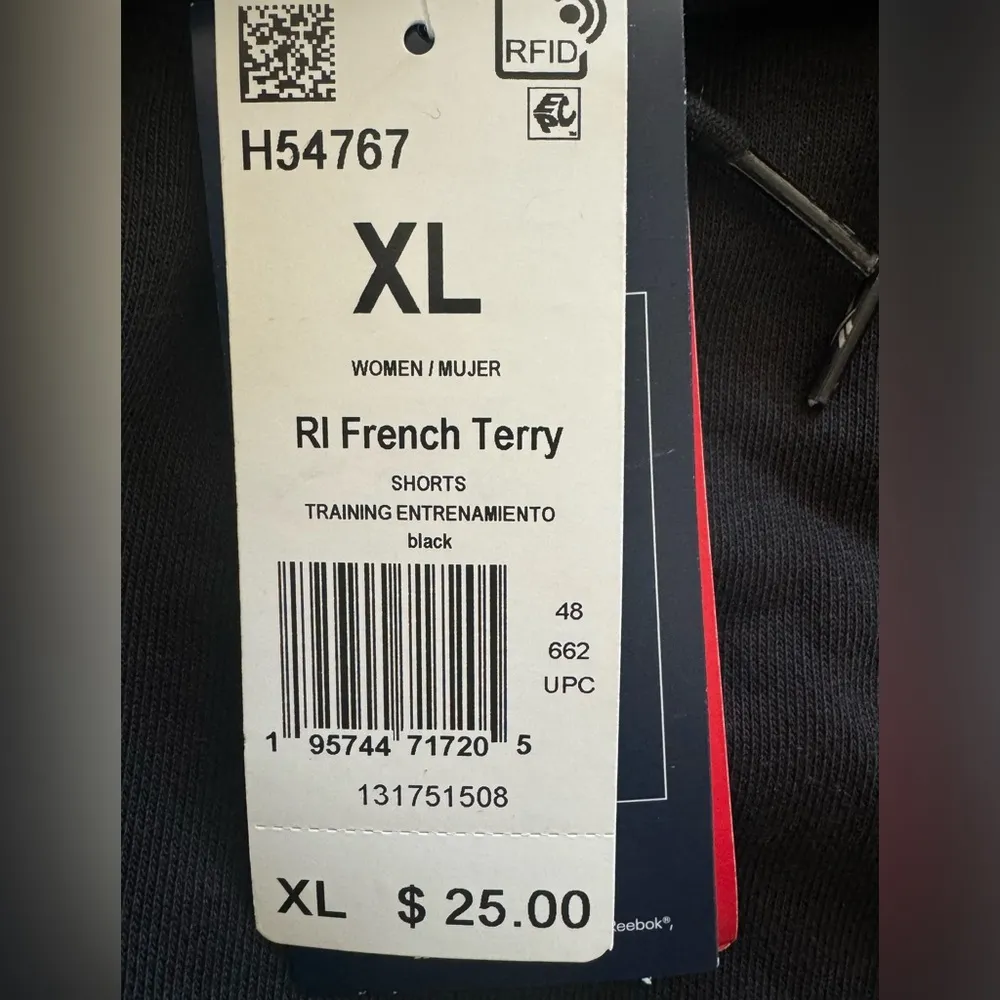 RFID
EPC
H54767
XL
WOMEN / MUJER
RI French Terry
SHORTS
TRAINING ENTRENAMIENTO
black
48
662
UPC
1 95744 71720 5
131751508
XL $ 25.00
Reebok®,